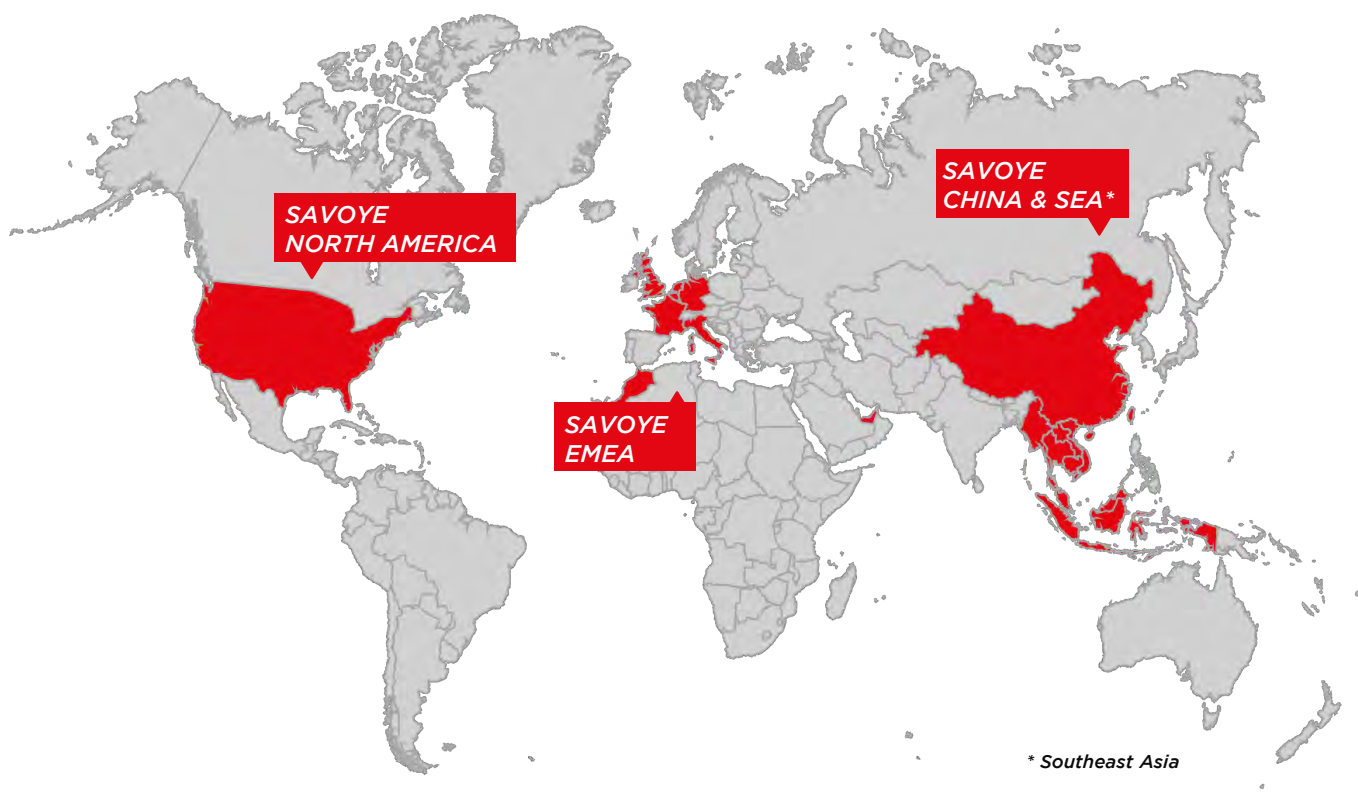 SAVOYE
NORTH AMERICA
SAVOYE
CHINA & SEA*
SAVOYE
EMEA
* Southeast Asia